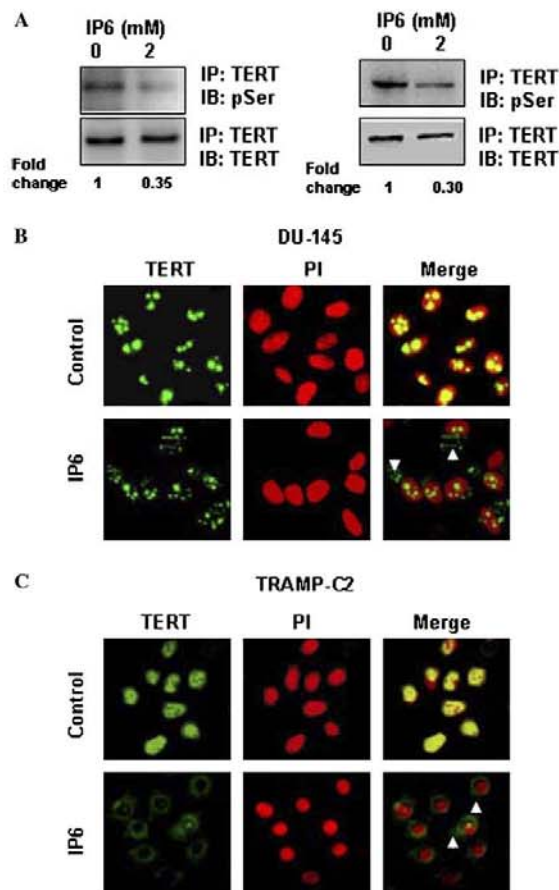 A
IP6 (mM)
0 2
IP: TERT
IB: pSer
IP: TERT
IB: TERT
Fold
change 1 0.35
IP6 (mM)
0 2
IP: TERT
IB: pSer
IP: TERT
IB: TERT
Fold
change 1 0.30
B
DU-145
TERT PI Merge
Control
IP6
C
TRAMP-C2
TERT PI Merge
Control
IP6